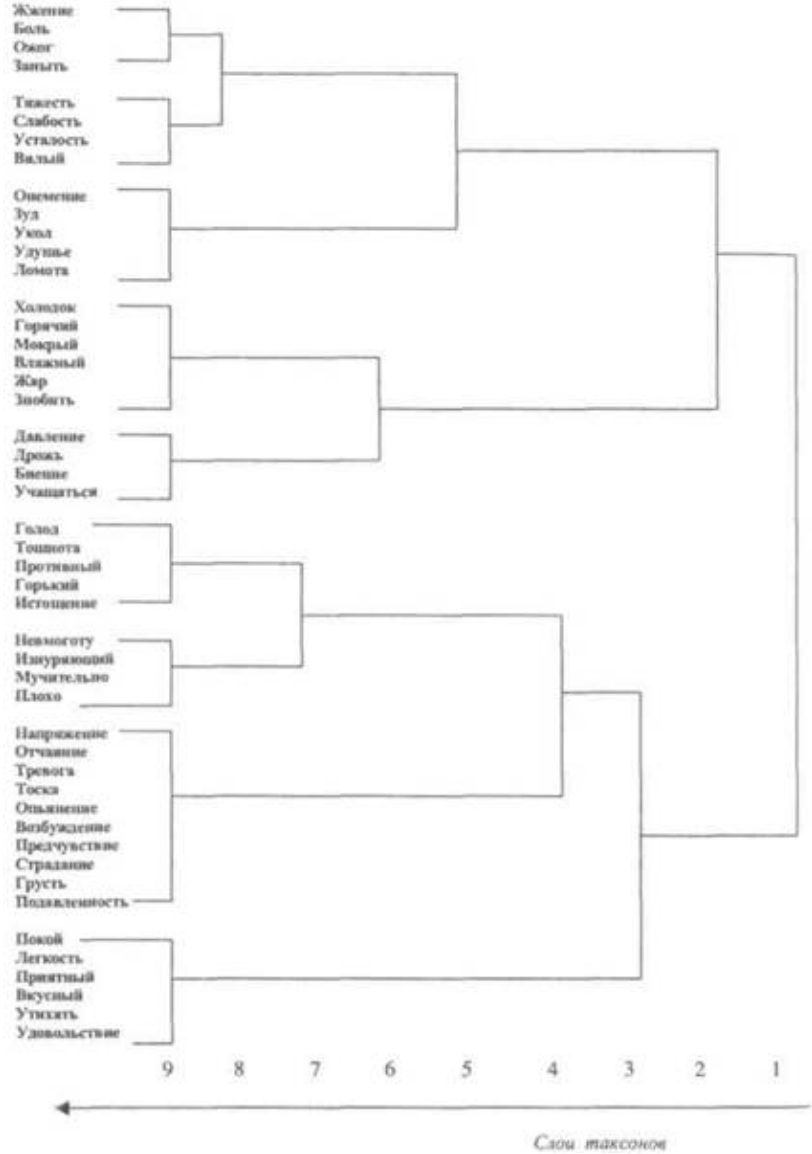 Жжение
Боль
Ожог
Заныть
Тяжесть
Слабость
Усталость
Вялый
Онемение
Зуд
Укол
Удушье
Ломота
Холодок
Горячий
Мокрый
Влажный
Жар
Знобить
Давление
Дрожь
Биение
Учащаться
Голод
Тошнота
Противный
Горький
Истощение
Невмоготу
Изнуряющий
Мучительно
Плохо
Напряжение
Отчаяние
Тревога
Тоска
Опьянение
Возбуждение
Предчувствие
Страдание
Грусть
Подавленность
Покой
Легкость
Приятный
Вкусный
Утихать
Удовольствие
9 8 7 6 5 4 3 2 1
Слои таксонов